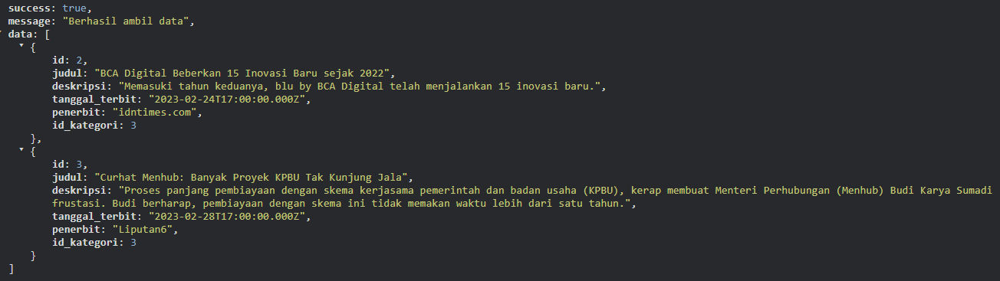 success: true,
message: "Berhasil ambil data",
data: [
{
id: 2,
judul: "BCA Digital Beberkan 15 Inovasi Baru sejak 2022",
deskripsi: "Memasuki tahun keduanya, blu by BCA Digital telah menjalankan 15 inovasi baru.",
tanggal_terbit: "2023-02-24T17:00:00.000Z",
penerbit: "idntimes.com",
id_kategori: 3
},
{
id: 3,
judul: "Curhat Menhub: Banyak Proyek KPBU Tak Kunjung Jala",
deskripsi: "Proses panjang pembiayaan dengan skema kerjasama pemerintah dan badan usaha (KPBU), kerap membuat Menteri Perhubungan (Menhub) Budi Karya Sumadi
frustasi. Budi berharap, pembiayaan dengan skema ini tidak memakan waktu lebih dari satu tahun.",
tanggal_terbit: "2023-02-28T17:00:00.000Z",
penerbit: "Liputan6",
id_kategori: 3
}
]